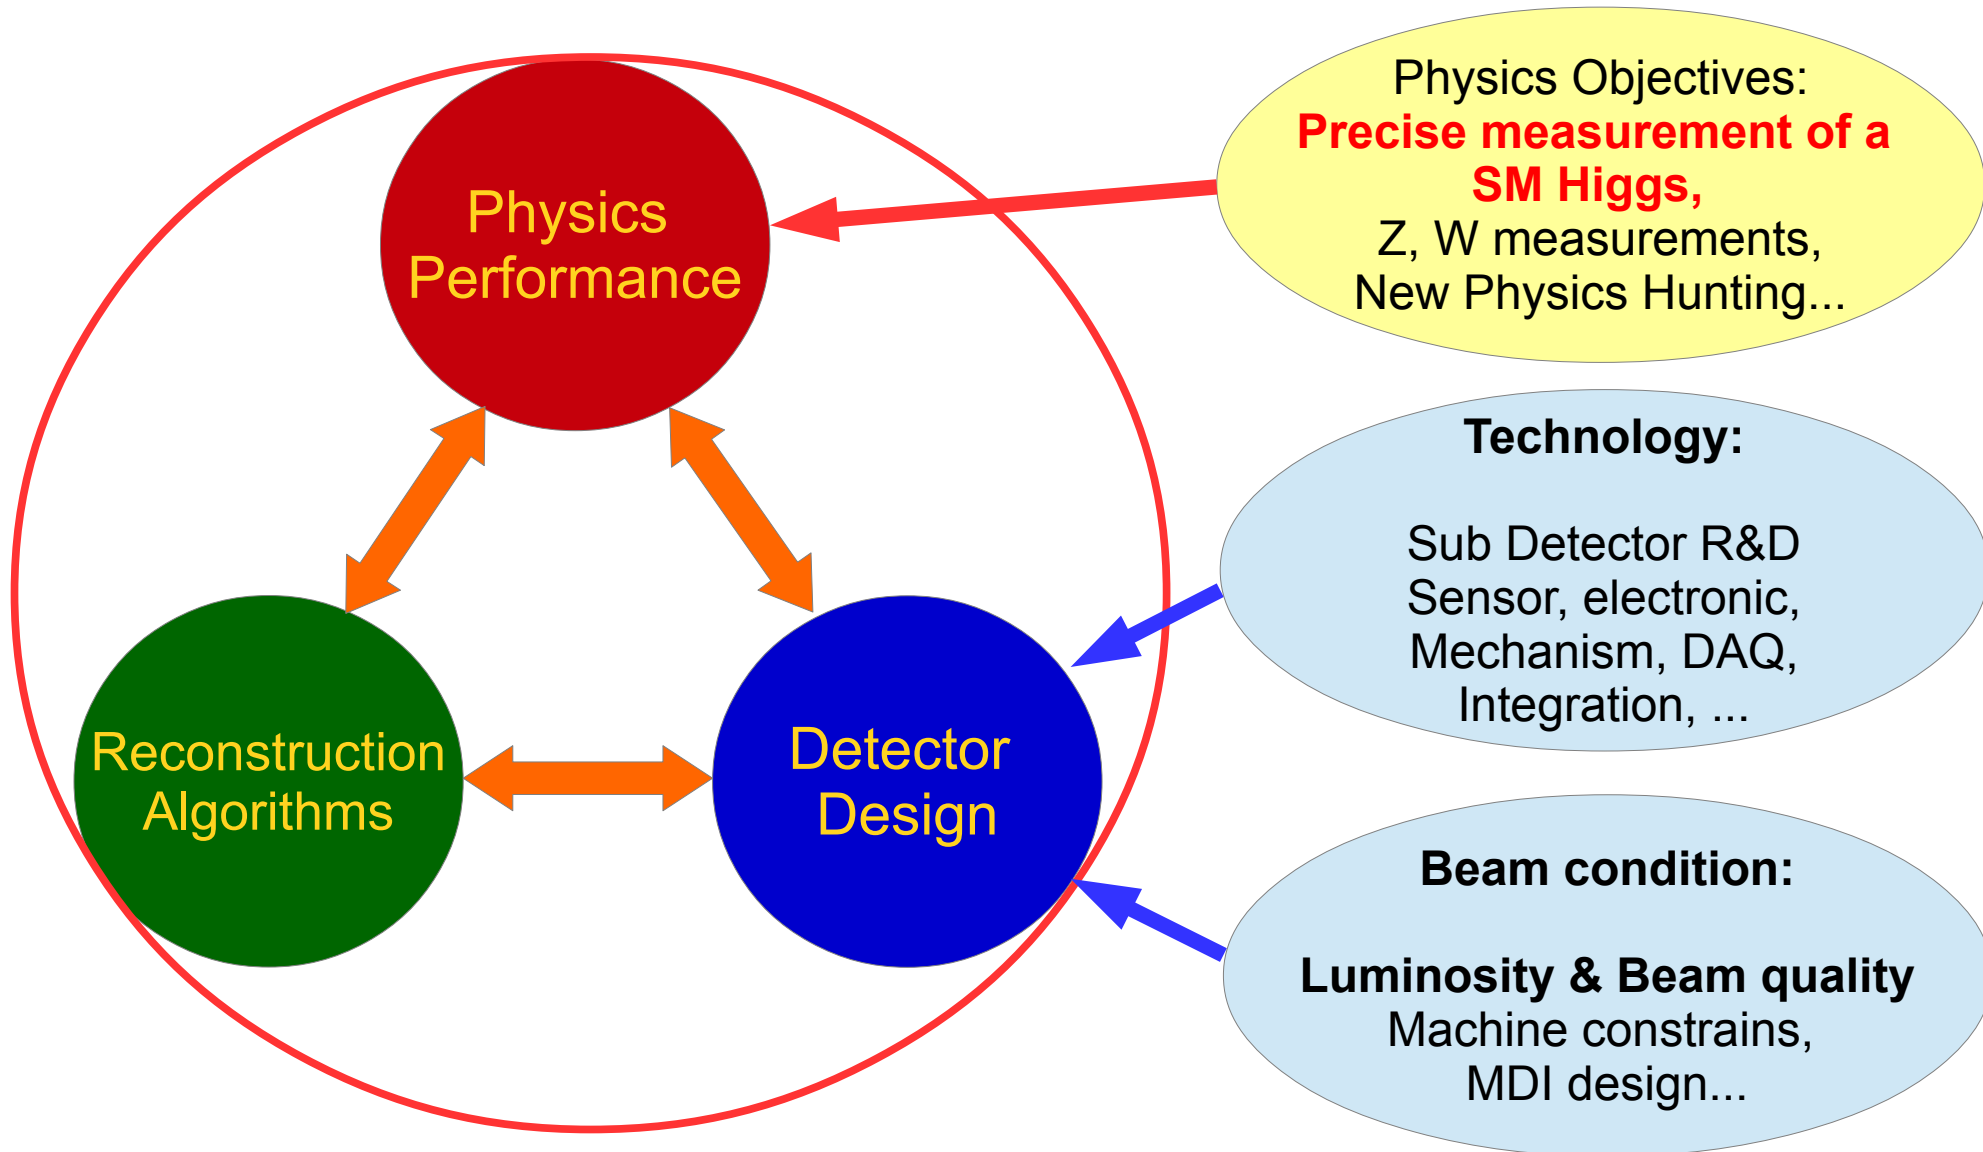 Physics
Performance
Reconstruction
Algorithms
Detector
Design
Physics Objectives:
Precise measurement of a
SM Higgs,
Z, W measurements,
New Physics Hunting...
Technology:
Sub Detector R&D
Sensor, electronic,
Mechanism, DAQ,
Integration, ...
Beam condition:
Luminosity & Beam quality
Machine constrains,
MDI design...